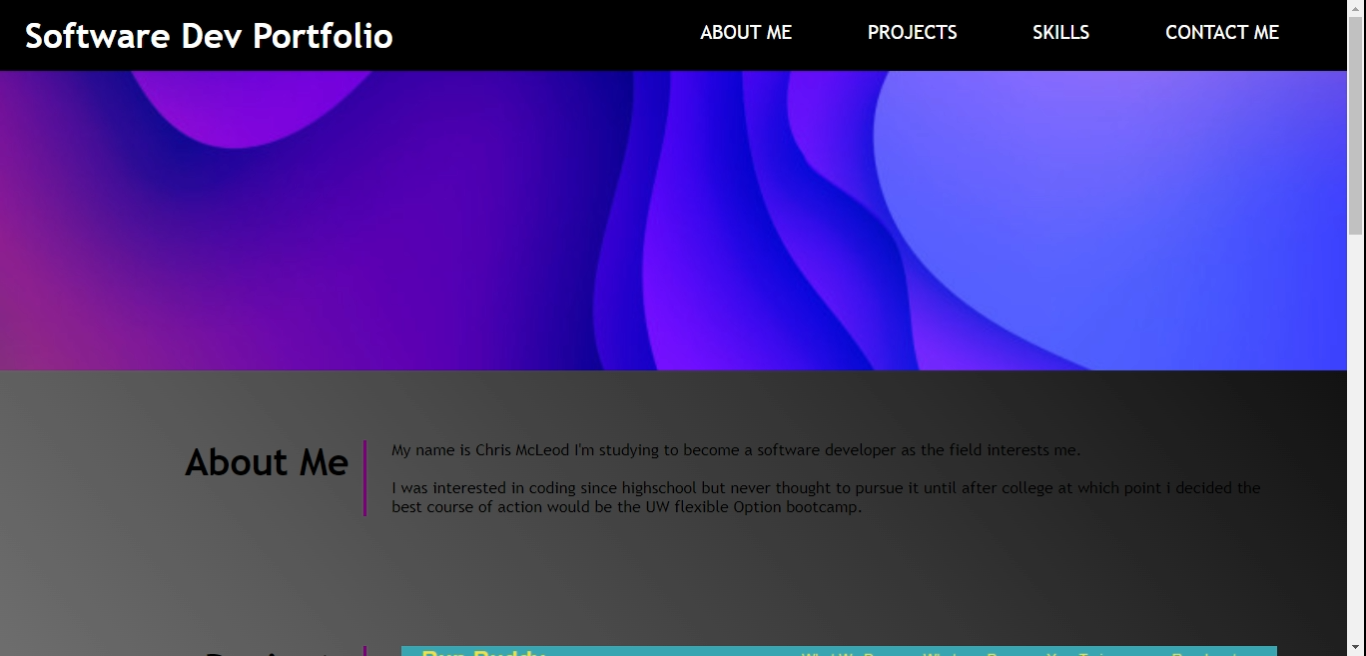 Software Dev Portfolio
ABOUT ME PROJECTS SKILLS CONTACT ME
About Me
My name is Chris McLeod I'm studying to become a software developer as the field interests me.
I was interested in coding since highschool but never thought to pursue it until after college at which point i decided the
best course of action would be the UW flexible Option bootcamp.
Run Buddy